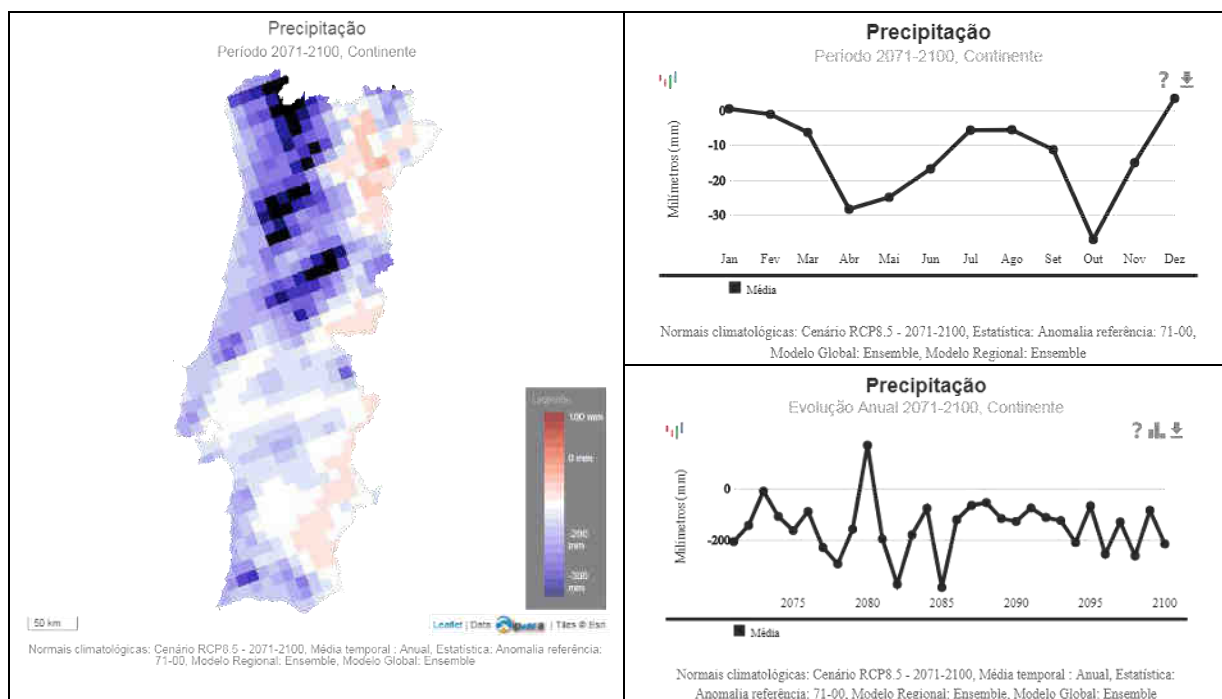 Precipitação
Período 2071-2100, Continente
100 mm
0 mm
-200
mm
-300
mm
50 km
Leaflet | Data | Tiles © Esri
Normais climatológicas: Cenário RCP8.5 - 2071-2100, Média temporal : Anual, Estatística: Anomalia referência:
71-00, Modelo Regional: Ensemble, Modelo Global: Ensemble
Precipitação
Período 2071-2100, Continente
?
Milímetros (mm)
0
-10
-20
-30
Jan Fev Mar Abr Mai Jun Jul Ago Set Out Nov Dez
Média
Normais climatológicas: Cenário RCP8.5 - 2071-2100, Estatística: Anomalia referência: 71-00,
Modelo Global: Ensemble, Modelo Regional: Ensemble
Precipitação
Evolução Anual 2071-2100, Continente
?
Milímetros (mm)
0
-200
2075 2080 2085 2090 2095 2100
Média
Normais climatológicas: Cenário RCP8.5 - 2071-2100, Média temporal : Anual, Estatística:
Anomalia referência: 71-00, Modelo Regional: Ensemble, Modelo Global: Ensemble